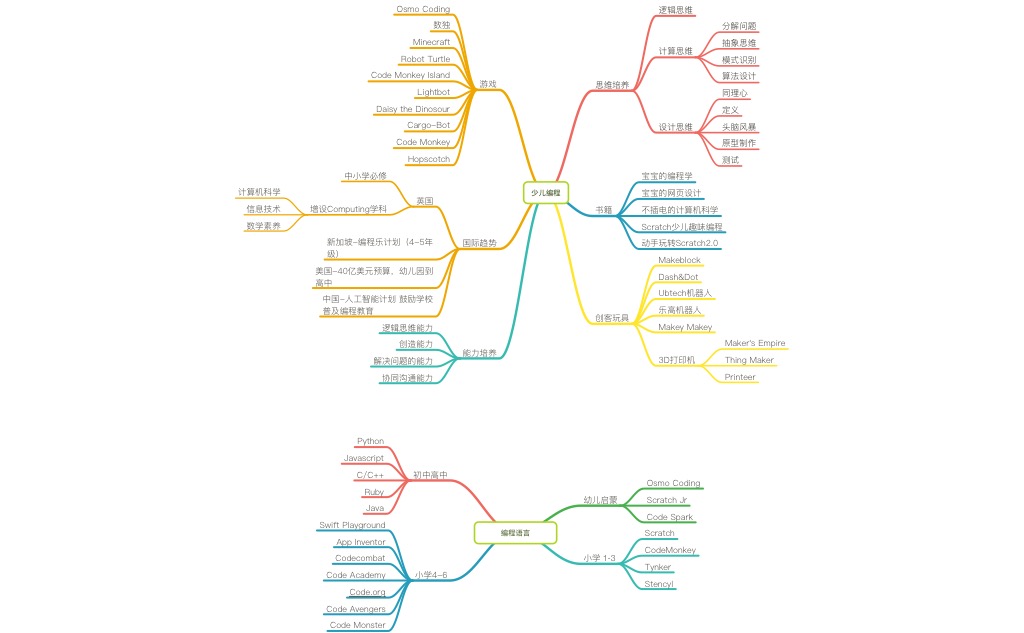 少儿编程
思维培养
逻辑思维
计算思维
分解问题
抽象思维
模式识别
算法设计
设计思维
同理心
定义
头脑风暴
原型制作
测试
书籍
宝宝的编程学
宝宝的网页设计
不插电的计算机科学
Scratch少儿趣味编程
动手玩转Scratch2.0
创客玩具
Makeblock
Dash&Dot
Ubtech机器人
乐高机器人
Makey Makey
3D打印机
Maker's Empire
Thing Maker
Printeer
游戏
Osmo Coding
数独
Minecraft
Robot Turtle
Code Monkey Island
Lightbot
Daisy the Dinosour
Cargo-Bot
Code Monkey
Hopscotch
国际趋势
英国
中小学必修
增设Computing学科
计算机科学
信息技术
数学素养
新加坡-编程乐计划（4-5年
级）
美国-40亿美元预算，幼儿园到
高中
中国-人工智能计划 鼓励学校
普及编程教育
能力培养
逻辑思维能力
创造能力
解决问题的能力
协同沟通能力
编程语言
幼儿启蒙
Osmo Coding
Scratch Jr
Code Spark
小学 1-3
Scratch
CodeMonkey
Tynker
Stencyl
初中高中
Python
Javascript
C/C++
Ruby
Java
小学4-6
Swift Playground
App Inventor
Codecombat
Code Academy
Code.org
Code Avengers
Code Monster